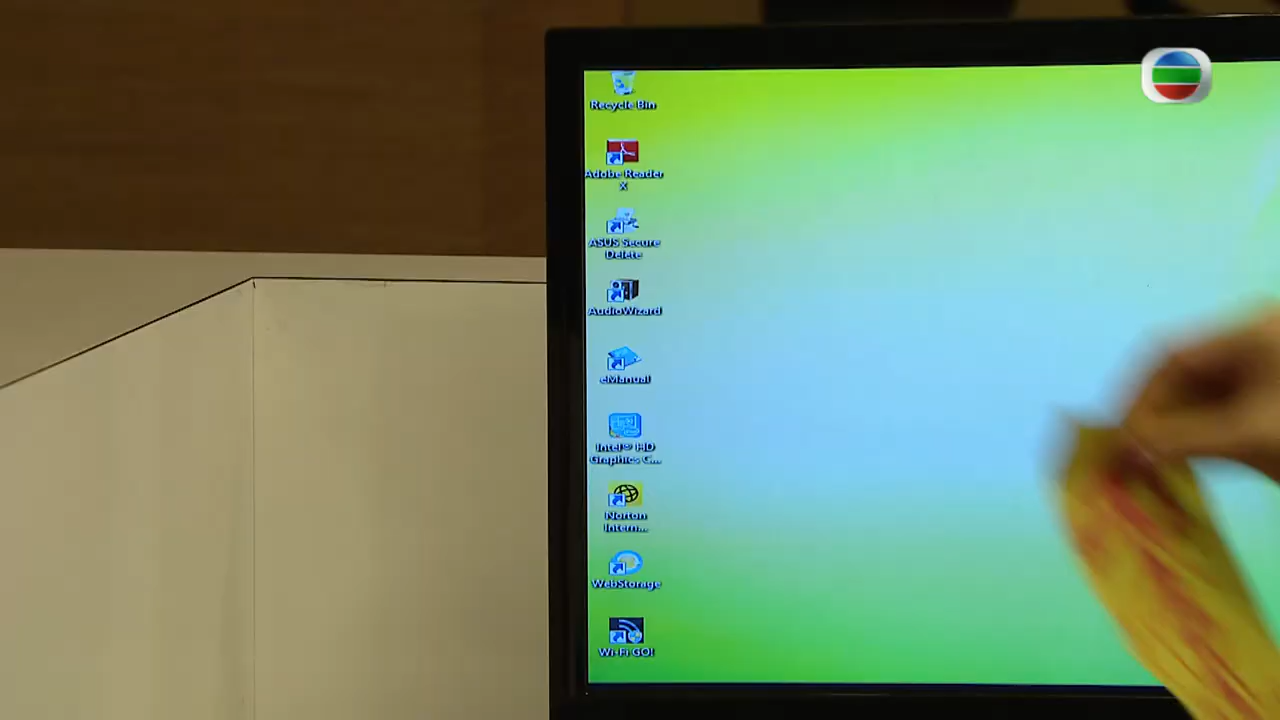 Recycle Bin
Adobe Reader
X
ASUS Secure
Delete
AudioWizard
eManual
Intel® HD
Graphics C...
Norton
Intern...
WebStorage
Wi-Fi GO!